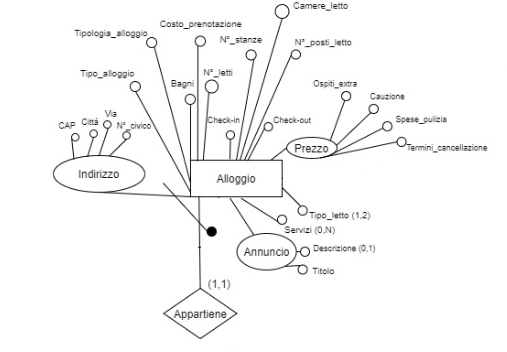 Camere_letto
Costo_prenotazione
Tipologia_alloggio
N°_stanze
N°_posti_letto
Tipo_alloggio
Bagni
N°_letti
Ospiti_extra
Cauzione
Spese_pulizia
Termini_cancellazione
CAP
Città
Via
N°_civico
Check-in
Check-out
Prezzo
Indirizzo
Alloggio
Tipo_letto (1,2)
Servizi (0,N)
Annuncio
Descrizione (0,1)
Titolo
(1,1)
Appartiene